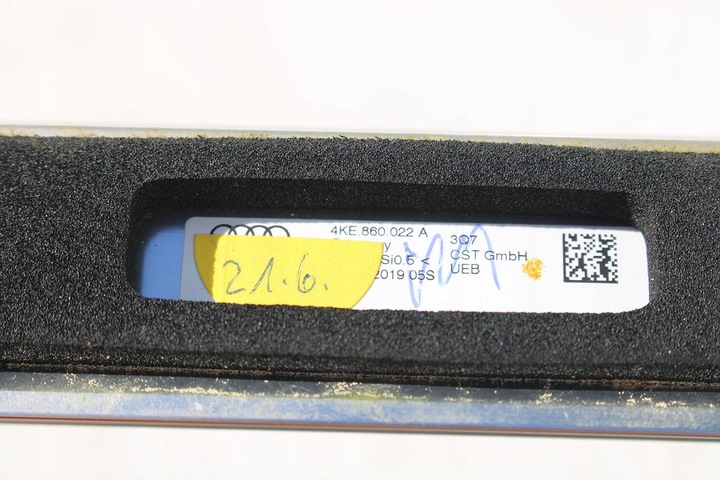 4KE 860.022 A
3Q7
CST GmbH
Si0.5 <
2019 05S
UEB
21.6.